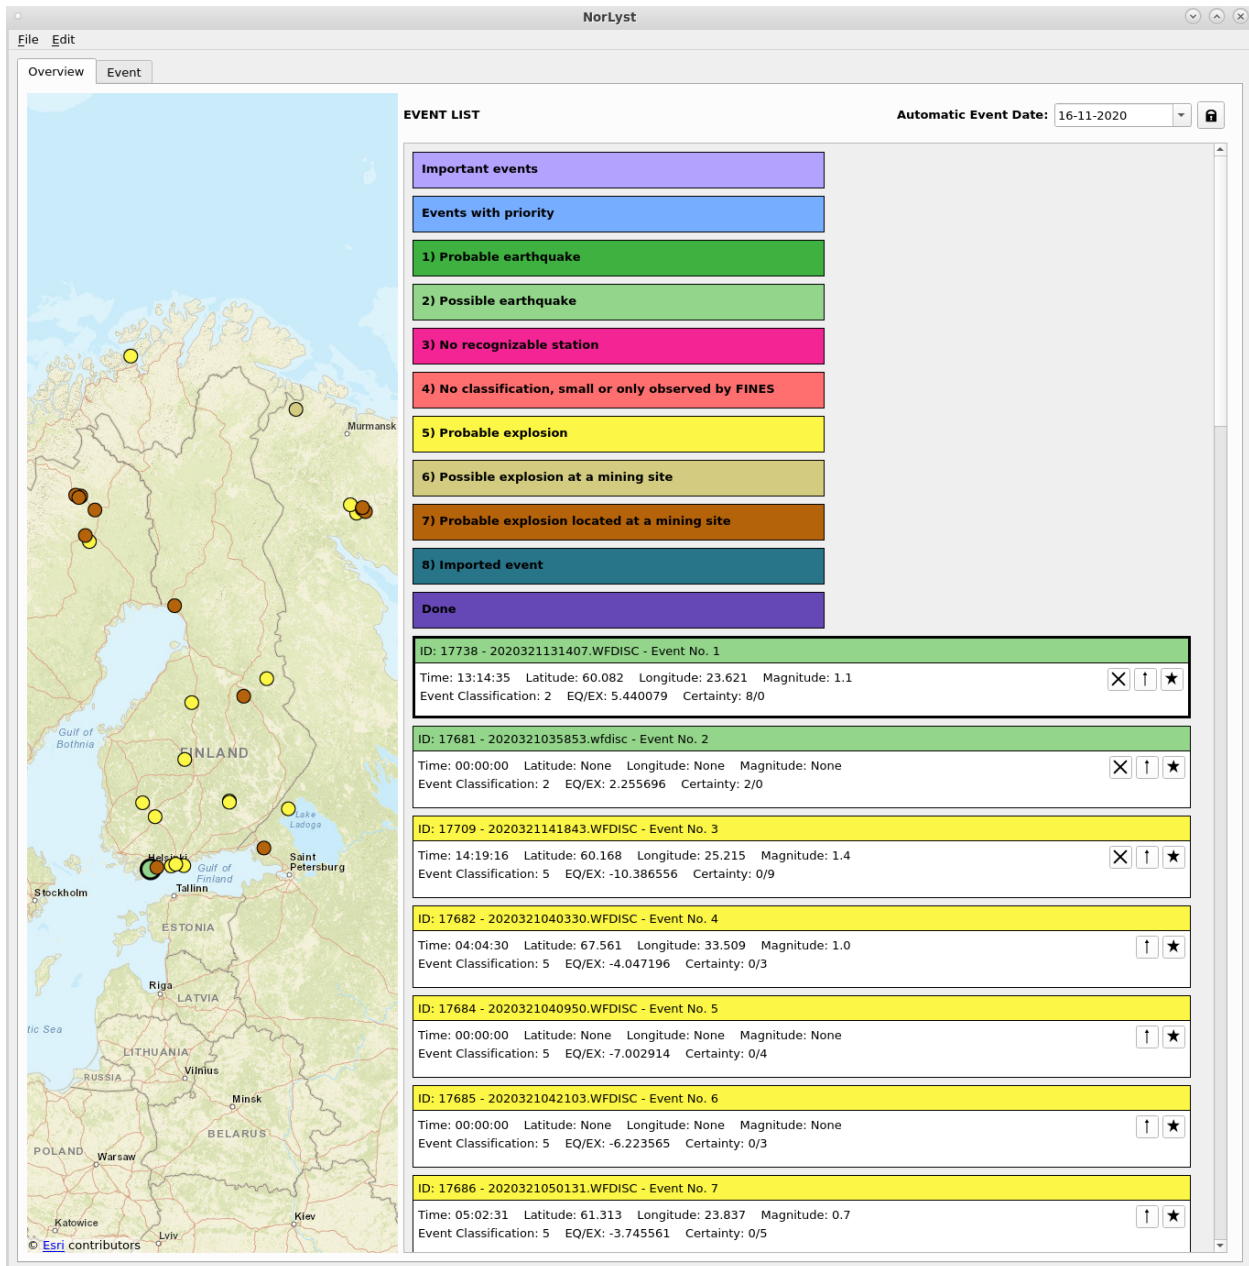 NorLyst
File Edit
Overview Event
EVENT LIST
Automatic Event Date: 16-11-2020
Important events
Events with priority
1) Probable earthquake
2) Possible earthquake
3) No recognizable station
4) No classification, small or only observed by FINES
5) Probable explosion
6) Possible explosion at a mining site
7) Probable explosion located at a mining site
8) Imported event
Done
ID: 17738 - 2020321131407.WFDISC - Event No. 1
Time: 13:14:35 Latitude: 60.082 Longitude: 23.621 Magnitude: 1.1
Event Classification: 2 EQ/EX: 5.440079 Certainty: 8/0
ID: 17681 - 2020321035853.wfdisc - Event No. 2
Time: 00:00:00 Latitude: None Longitude: None Magnitude: None
Event Classification: 2 EQ/EX: 2.255696 Certainty: 2/0
ID: 17709 - 2020321141843.WFDISC - Event No. 3
Time: 14:19:16 Latitude: 60.168 Longitude: 25.215 Magnitude: 1.4
Event Classification: 5 EQ/EX: -10.386556 Certainty: 0/9
ID: 17682 - 2020321040330.WFDISC - Event No. 4
Time: 04:04:30 Latitude: 67.561 Longitude: 33.509 Magnitude: 1.0
Event Classification: 5 EQ/EX: -4.047196 Certainty: 0/3
ID: 17684 - 2020321040950.WFDISC - Event No. 5
Time: 00:00:00 Latitude: None Longitude: None Magnitude: None
Event Classification: 5 EQ/EX: -7.002914 Certainty: 0/4
ID: 17685 - 2020321042103.WFDISC - Event No. 6
Time: 00:00:00 Latitude: None Longitude: None Magnitude: None
Event Classification: 5 EQ/EX: -6.223565 Certainty: 0/3
ID: 17686 - 2020321050131.WFDISC - Event No. 7
Time: 05:02:31 Latitude: 61.313 Longitude: 23.837 Magnitude: 0.7
Event Classification: 5 EQ/EX: -3.745561 Certainty: 0/5
Murmansk
Gulf of
Bothnia
FINLAND
Lake
Ladoga
Helsinki
Gulf of
Finland
Saint
Petersburg
Stockholm
Tallinn
ESTONIA
Riga
LATVIA
tic Sea
LITHUANIA
RUSSIA
Vilnius
Minsk
BELARUS
POLAND
Warsaw
Katowice
Kiev
Lviv
© Esri contributors